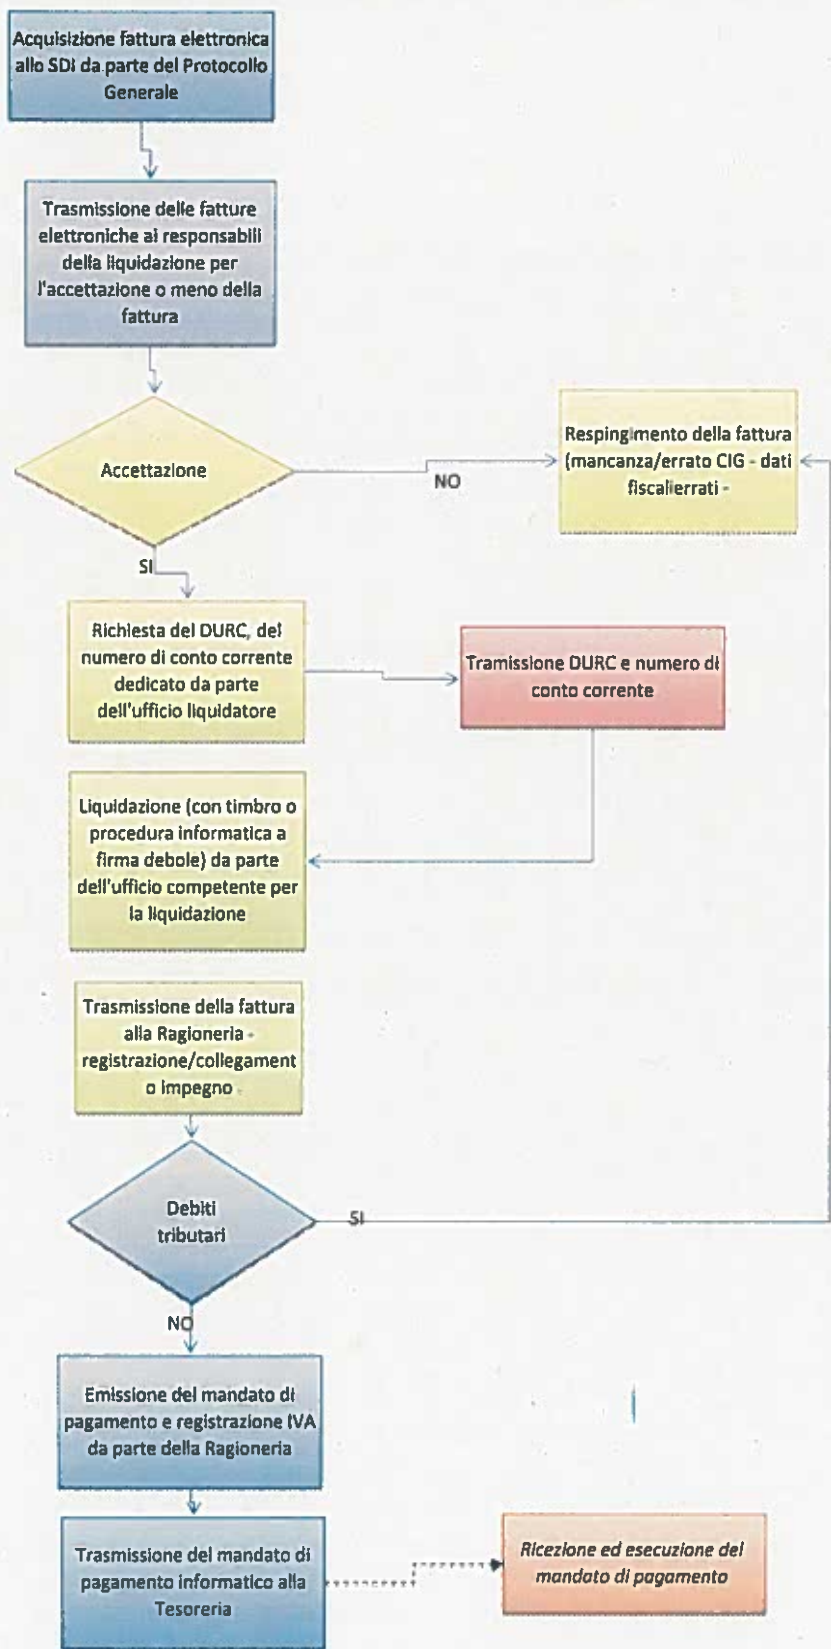 Acquisizione fattura elettronica
allo SDI da parte del Protocollo
Generale
Trasmissione delle fatture
elettroniche ai responsabili
della liquidazione per
l'accettazione o meno della
fattura
Accettazione
NO
Respingimento della fattura
(mancanza/errato CIG - dati
fiscalierrati -
SI
Richiesta del DURC, del
numero di conto corrente
dedicato da parte
dell'ufficio liquidatore
Tramissione DURC e numero di
conto corrente
Liquidazione (con timbro o
procedura informatica a
firma debole) da parte
dell'ufficio competente per
la liquidazione
Trasmissione della fattura
alla Ragioneria -
registrazione/collegament
o impegno -
Debiti
tributari
SI
NO
Emissione del mandato di
pagamento e registrazione IVA
da parte della Ragioneria
Trasmissione del mandato di
pagamento informatico alla
Tesoreria
Ricezione ed esecuzione del
mandato di pagamento